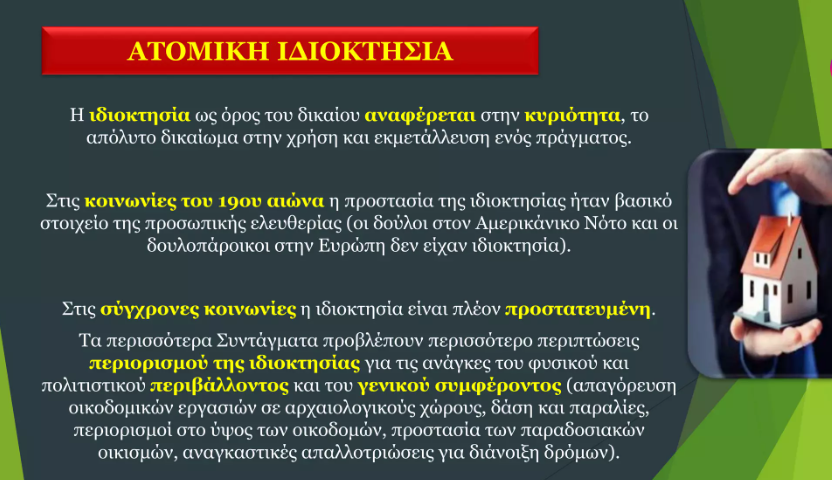 ΑΤΟΜΙΚΗ ΙΔΙΟΚΤΗΣΙΑ
Η ιδιοκτησία ως όρος του δικαίου αναφέρεται στην κυριότητα, το
απόλυτο δικαίωμα στην χρήση και εκμετάλλευση ενός πράγματος.
Στις κοινωνίες του 19ου αιώνα η προστασία της ιδιοκτησίας ήταν βασικό
στοιχείο της προσωπικής ελευθερίας (οι δούλοι στον Αμερικάνικο Νότο και οι
δουλοπάροικοι στην Ευρώπη δεν είχαν ιδιοκτησία).
Στις σύγχρονες κοινωνίες η ιδιοκτησία είναι πλέον προστατευμένη.
Τα περισσότερα Συντάγματα προβλέπουν περισσότερο περιπτώσεις
περιορισμού της ιδιοκτησίας για τις ανάγκες του φυσικού και
πολιτιστικού περιβάλλοντος και του γενικού συμφέροντος (απαγόρευση
οικοδομικών εργασιών σε αρχαιολογικούς χώρους, δάση και παραλίες,
περιορισμοί στο ύψος των οικοδομών, προστασία των παραδοσιακών
οικισμών, αναγκαστικές απαλλοτριώσεις για διάνοιξη δρόμων).